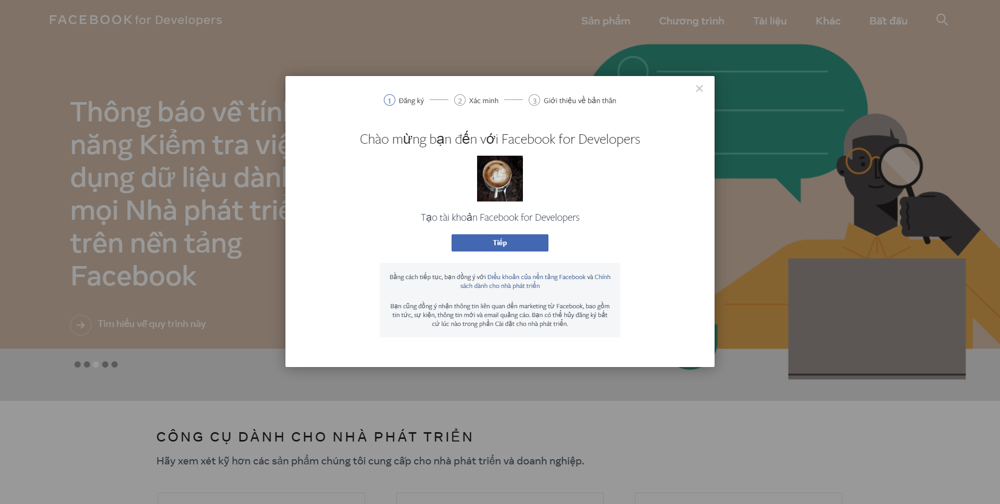 FACEBOOK for Developers
Sản phẩm
Chương trình
Tài liệu
Khác
Bắt đầu
Thông báo về
năng Kiểm tra
dụng dữ liệu
mọi Nhà phát
trên nền tảng
Facebook
Tìm hiểu về quy trình này
1 Đăng ký
2 Xác minh
3 Giới thiệu về bản thân
Chào mừng bạn đến với Facebook for Developers
Tạo tài khoản Facebook for Developers
Tiếp
Bằng cách tiếp tục, bạn đồng ý với Điều khoản của nền tảng Facebook và Chính
sách dành cho nhà phát triển
Bạn cũng đồng ý nhận thông tin liên quan đến marketing từ Facebook, bao gồm
tin tức, sự kiện, thông tin mới và email quảng cáo. Bạn có thể hủy đăng ký bất
cứ lúc nào trong phần Cài đặt cho nhà phát triển.
CÔNG CỤ DÀNH CHO NHÀ PHÁT TRIỂN
Hãy xem xét kỹ hơn các sản phẩm chúng tôi cung cấp cho nhà phát triển và doanh nghiệp.